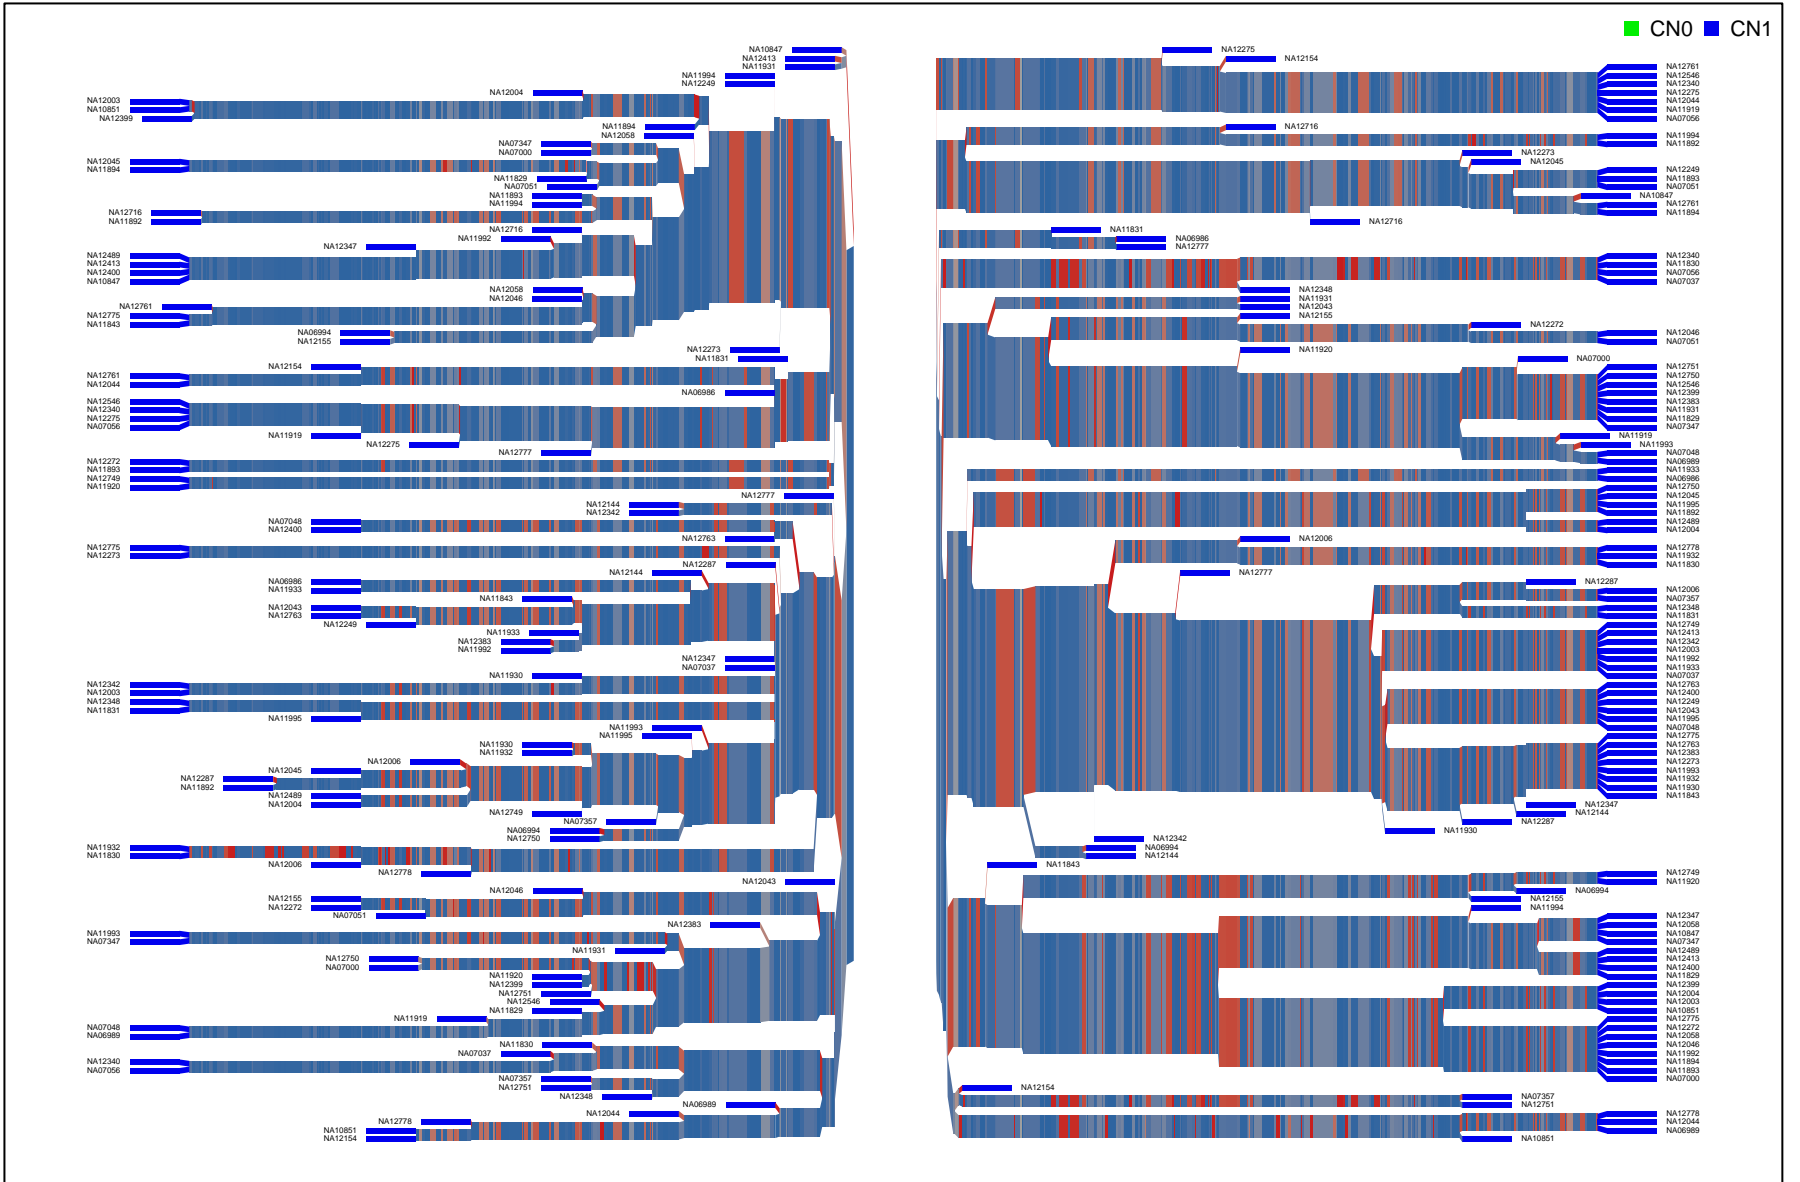 CN0 CN1
NA10847
NA12413
NA11931
NA11994
NA12249
NA12004
NA12003
NA10851
NA12399
NA11894
NA12058
NA07347
NA07000
NA12045
NA11894
NA11829
NA07051
NA11893
NA11994
NA12716
NA11892
NA12716
NA11992
NA12347
NA12489
NA12413
NA12400
NA10847
NA12058
NA12046
NA12761
NA12775
NA11843
NA06994
NA12155
NA12273
NA11831
NA12154
NA12761
NA12044
NA06986
NA12546
NA12340
NA12275
NA07056
NA11919
NA12275
NA12777
NA12272
NA11893
NA12749
NA11920
NA12777
NA12144
NA12342
NA07048
NA12400
NA12763
NA12775
NA12273
NA12287
NA12144
NA06986
NA11933
NA11843
NA12043
NA12763
NA12249
NA11933
NA12383
NA11992
NA12347
NA07037
NA11930
NA12342
NA12003
NA12348
NA11831
NA11995
NA11993
NA11995
NA11930
NA11932
NA12006
NA12045
NA12287
NA11892
NA12489
NA12004
NA12749
NA07357
NA06994
NA12750
NA11932
NA11830
NA12006
NA12778
NA12043
NA12046
NA12155
NA12272
NA07051
NA12383
NA11993
NA07347
NA11931
NA12750
NA07000
NA11920
NA12399
NA12751
NA12546
NA11829
NA11919
NA07048
NA06989
NA11830
NA07037
NA12340
NA07056
NA07357
NA12751
NA12348
NA06989
NA12044
NA12778
NA10851
NA12154
NA12275
NA12154
NA12761
NA12546
NA12340
NA12275
NA12044
NA11919
NA07056
NA12716
NA11994
NA11892
NA12273
NA12045
NA12249
NA11893
NA07051
NA10847
NA12761
NA11894
NA12716
NA11831
NA06986
NA12777
NA12340
NA11830
NA07056
NA07037
NA12348
NA11931
NA12043
NA12155
NA12272
NA12046
NA07051
NA11920
NA07000
NA12751
NA12750
NA12546
NA12399
NA12383
NA11931
NA11829
NA07347
NA11919
NA11993
NA07048
NA06989
NA11933
NA06986
NA12750
NA12045
NA11995
NA11892
NA12489
NA12004
NA12006
NA12778
NA11932
NA11830
NA12777
NA12287
NA12006
NA07357
NA12348
NA11831
NA12749
NA12413
NA12342
NA12003
NA11992
NA11933
NA07037
NA12763
NA12400
NA12249
NA12043
NA11995
NA07048
NA12775
NA12763
NA12383
NA12273
NA11993
NA11932
NA11930
NA11843
NA12347
NA12144
NA12287
NA11930
NA12342
NA06994
NA12144
NA11843
NA12749
NA11920
NA06994
NA12155
NA11994
NA12347
NA12058
NA10847
NA07347
NA12489
NA12413
NA12400
NA11829
NA12399
NA12004
NA12003
NA10851
NA12775
NA12272
NA12058
NA12046
NA11992
NA11894
NA11893
NA07000
NA12154
NA07357
NA12751
NA12778
NA12044
NA06989
NA10851